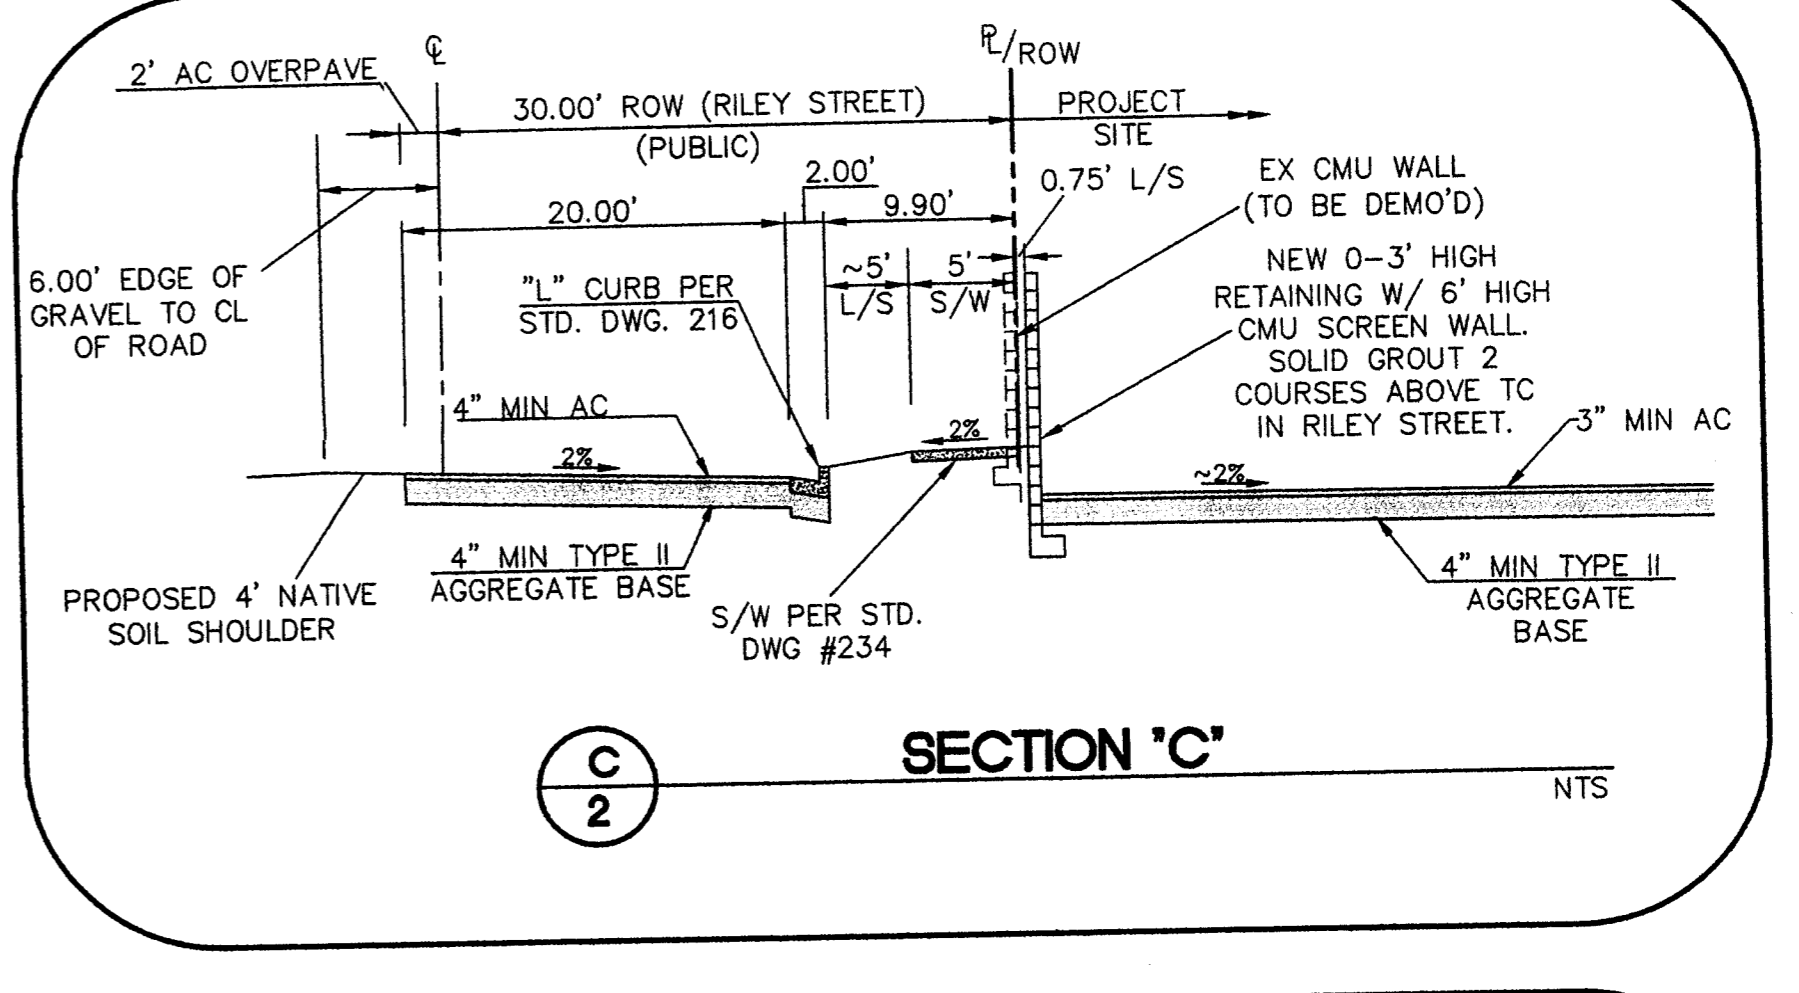 ℄
P̲L/ROW
2' AC OVERPAVE
30.00' ROW (RILEY STREET)
(PUBLIC)
PROJECT
SITE
2.00'
0.75' L/S
EX CMU WALL
(TO BE DEMO'D)
20.00'
9.90'
6.00' EDGE OF
GRAVEL TO CL
OF ROAD
"L" CURB PER
STD. DWG. 216
~5'
L/S
5'
S/W
NEW 0-3' HIGH
RETAINING W/ 6' HIGH
CMU SCREEN WALL.
SOLID GROUT 2
COURSES ABOVE TC
IN RILEY STREET.
4" MIN AC
2%
2%
3" MIN AC
~2%
PROPOSED 4' NATIVE
SOIL SHOULDER
4" MIN TYPE II
AGGREGATE BASE
S/W PER STD.
DWG #234
4" MIN TYPE II
AGGREGATE
BASE
C
2
SECTION "C"
NTS